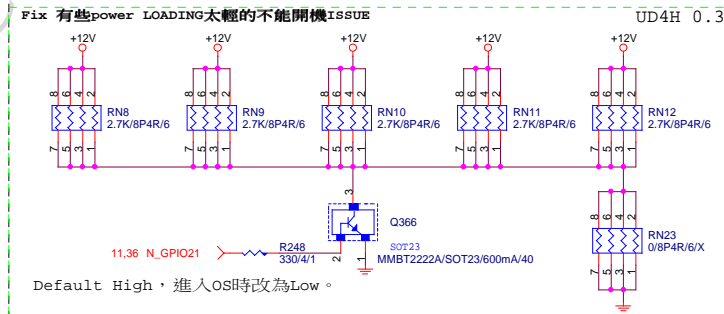 Fix 有些power LOADING太輕的不能開機ISSUE
UD4H 0.3
+12V +12V +12V +12V +12V
8 6 4 2 8 6 4 2 8 6 4 2 8 6 4 2 8 6 4 2
RN8 RN9 RN10 RN11 RN12
2.7K/8P4R/6 2.7K/8P4R/6 2.7K/8P4R/6 2.7K/8P4R/6 2.7K/8P4R/6
7 5 3 1 7 5 3 1 7 5 3 1 7 5 3 1 7 5 3 1
3
8 6 4 2
Q366
RN23
0/8P4R/6/X
SOT23
11,36 N_GPIO21
R248
330/4/1
2
1
MMBT2222A/SOT23/600mA/40
7 5 3 1
Default High，進入OS時改為Low。